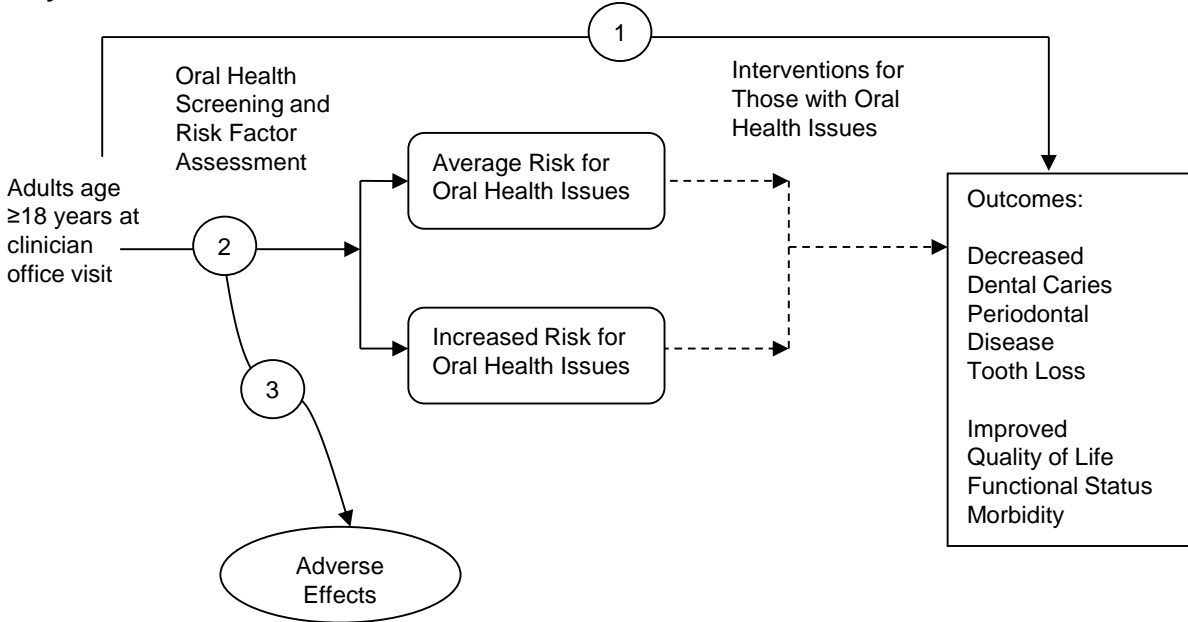 1
Oral Health
Screening and
Risk Factor
Assessment
Interventions for
Those with Oral
Health Issues
Adults age
≥18 years at
clinician
office visit
2
Average Risk for
Oral Health Issues
Increased Risk for
Oral Health Issues
3
Adverse
Effects
Outcomes:
Decreased
Dental Caries
Periodontal
Disease
Tooth Loss
Improved
Quality of Life
Functional Status
Morbidity